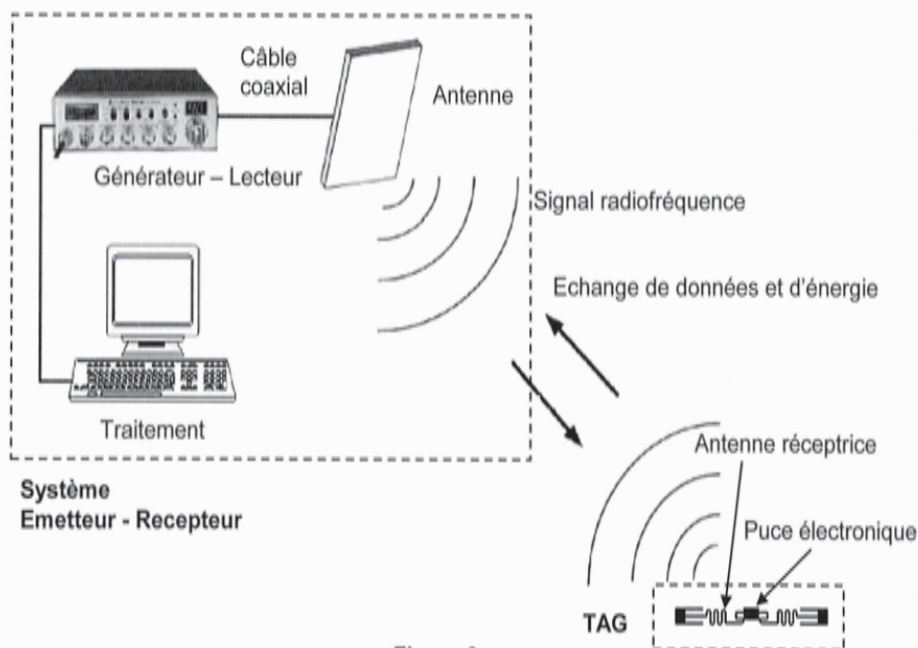 Câble
coaxial
Antenne
Générateur – Lecteur
Signal radiofréquence
Echange de données et d'énergie
Traitement
Antenne réceptrice
Système
Emetteur - Recepteur
Puce électronique
TAG